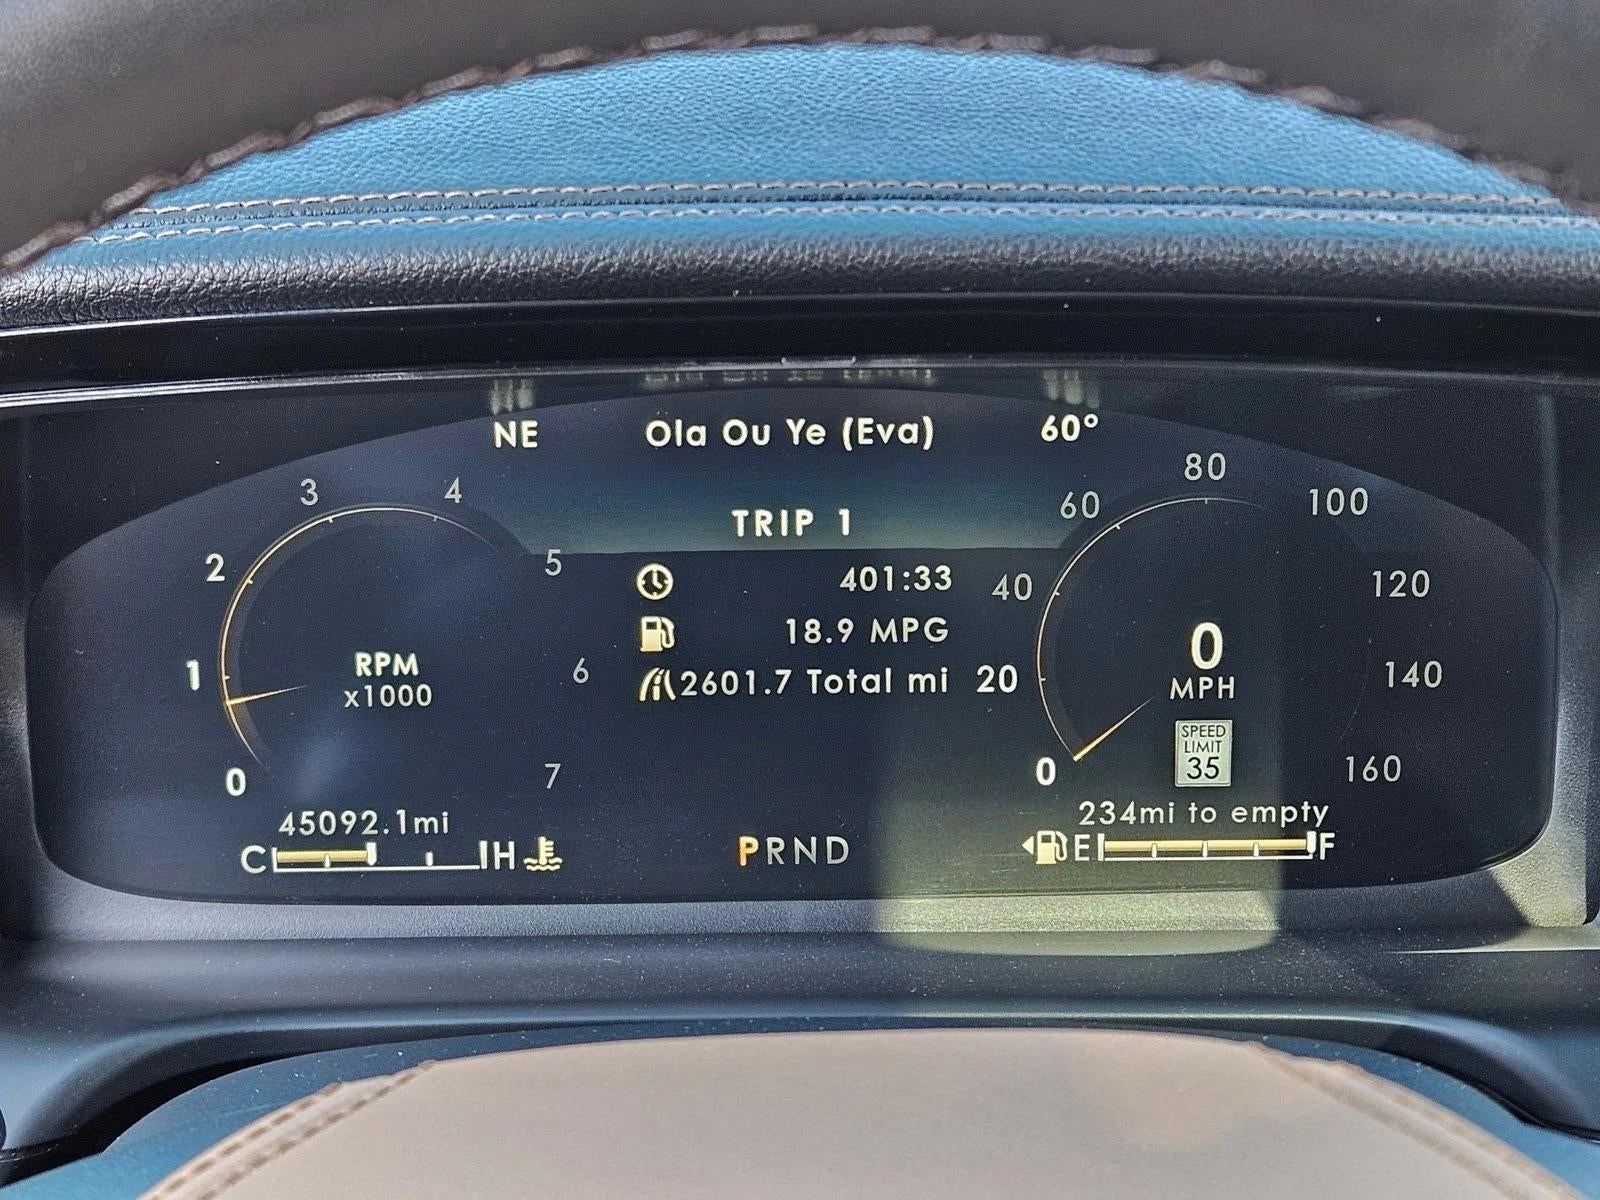 NE Ola Ou Ye (Eva) 60°
TRIP 1
401:33
18.9 MPG
2601.7 Total mi
0 1 2 3 4 5 6 7
RPM
x1000
0 20 40 60 80 100 120 140 160
0
MPH
SPEED
LIMIT
35
45092.1mi
C H
PRND
234mi to empty
E F